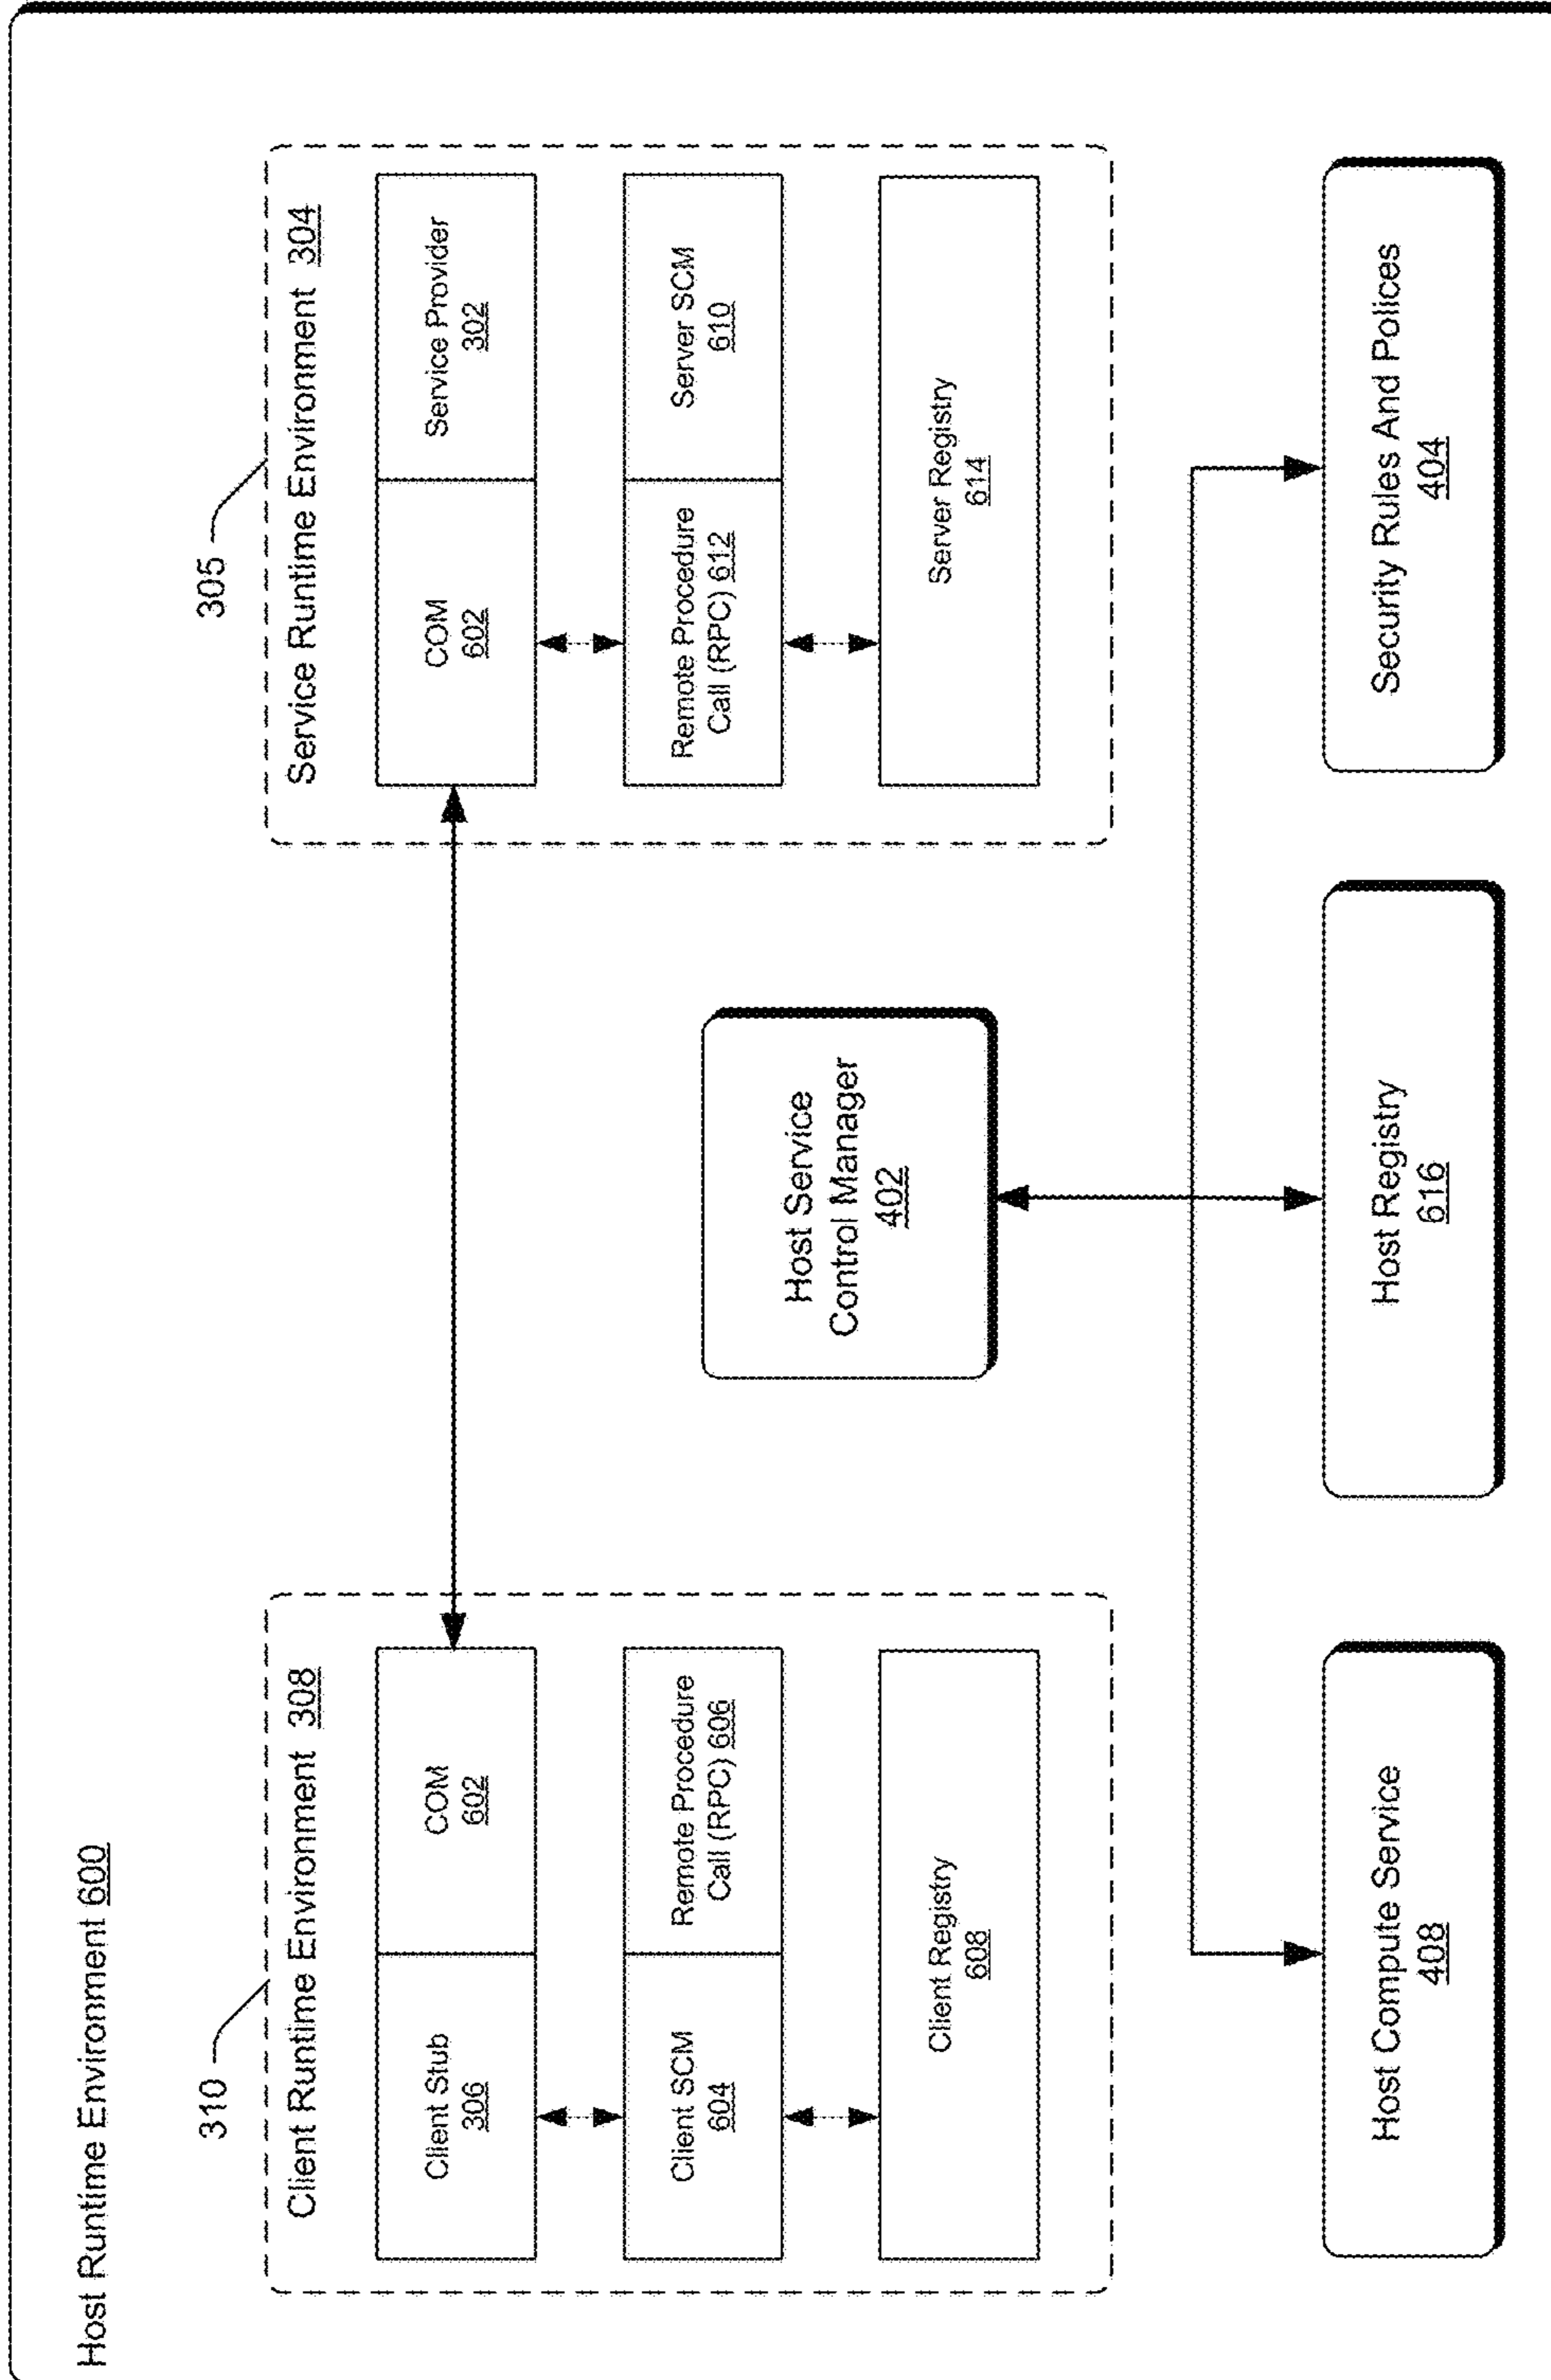 Host Runtime Environment 600
310
Client Runtime Environment 308
Client Stub
306
COM
602
Client SCM
604
Remote Procedure
Call (RPC) 606
Client Registry
608
305
Service Runtime Environment 304
COM
602
Service Provider
302
Remote Procedure
Call (RPC) 612
Server SCM
610
Server Registry
614
Host Service
Control Manager
402
Host Compute Service
408
Host Registry
616
Security Rules And Polices
404